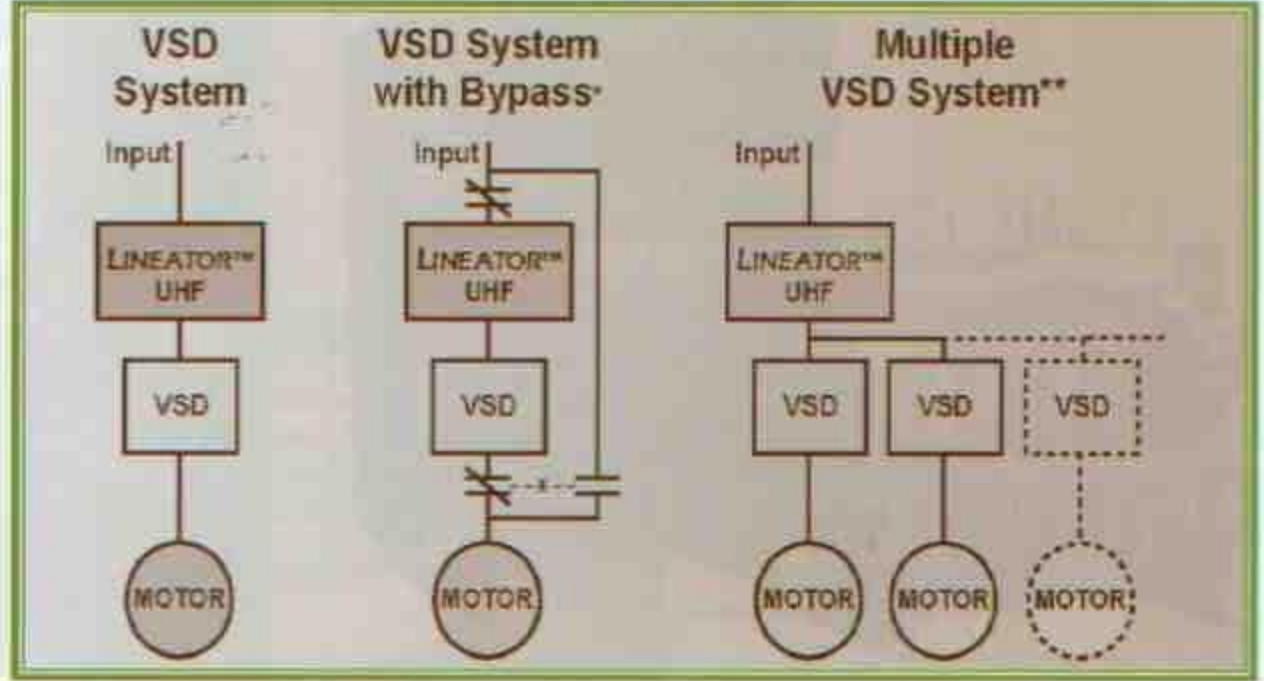 VSD
System
Input
LINEATOR™
UHF
VSD
MOTOR
VSD System
with Bypass*
Input
LINEATOR™
UHF
VSD
x
MOTOR
Multiple
VSD System**
Input
LINEATOR™
UHF
VSD
VSD
VSD
MOTOR
MOTOR
MOTOR